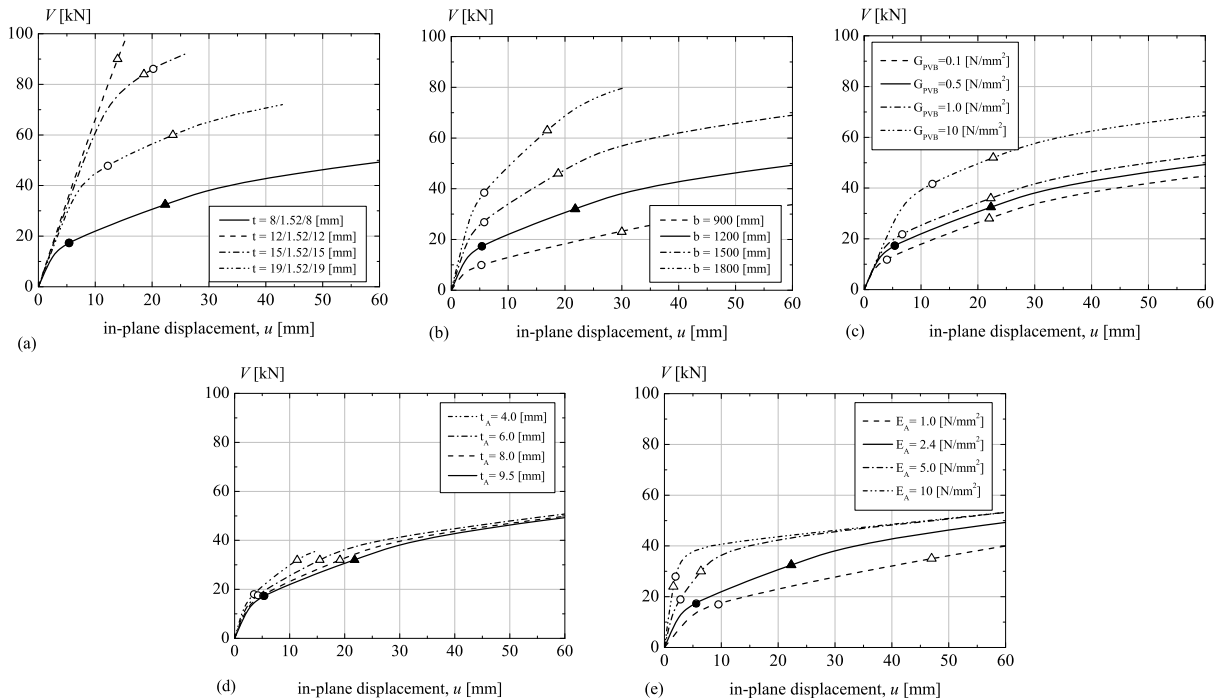 V [kN]
100
80
60
40
20
0
0 10 20 30 40 50 60
t = 8/1.52/8 [mm]
t = 12/1.52/12 [mm]
t = 15/1.52/15 [mm]
t = 19/1.52/19 [mm]
in-plane displacement, u [mm]
(a)
V [kN]
100
80
60
40
20
0
0 10 20 30 40 50 60
b = 900 [mm]
b = 1200 [mm]
b = 1500 [mm]
b = 1800 [mm]
in-plane displacement, u [mm]
(b)
V [kN]
100
80
60
40
20
0
0 10 20 30 40 50 60
G_PVB=0.1 [N/mm²]
G_PVB=0.5 [N/mm²]
G_PVB=1.0 [N/mm²]
G_PVB=10 [N/mm²]
in-plane displacement, u [mm]
(c)
V [kN]
100
80
60
40
20
0
0 10 20 30 40 50 60
t_A= 4.0 [mm]
t_A= 6.0 [mm]
t_A= 8.0 [mm]
t_A= 9.5 [mm]
in-plane displacement, u [mm]
(d)
V [kN]
100
80
60
40
20
0
0 10 20 30 40 50 60
E_A= 1.0 [N/mm²]
E_A= 2.4 [N/mm²]
E_A= 5.0 [N/mm²]
E_A= 10 [N/mm²]
in-plane displacement, u [mm]
(e)